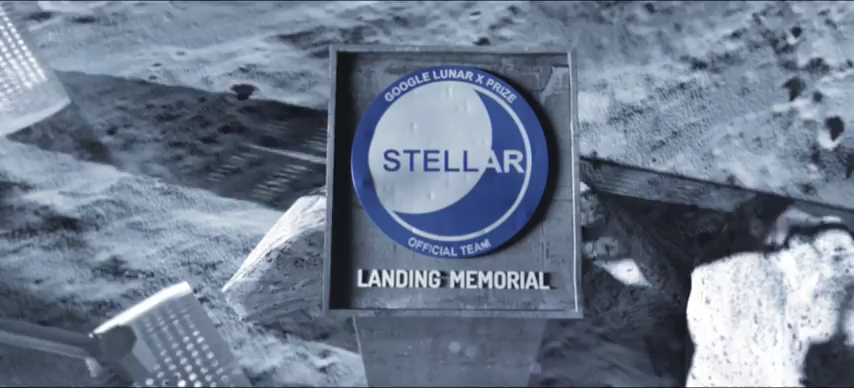 GOOGLE LUNAR X PRIZE
STELLAR
OFFICIAL TEAM
LANDING MEMORIAL